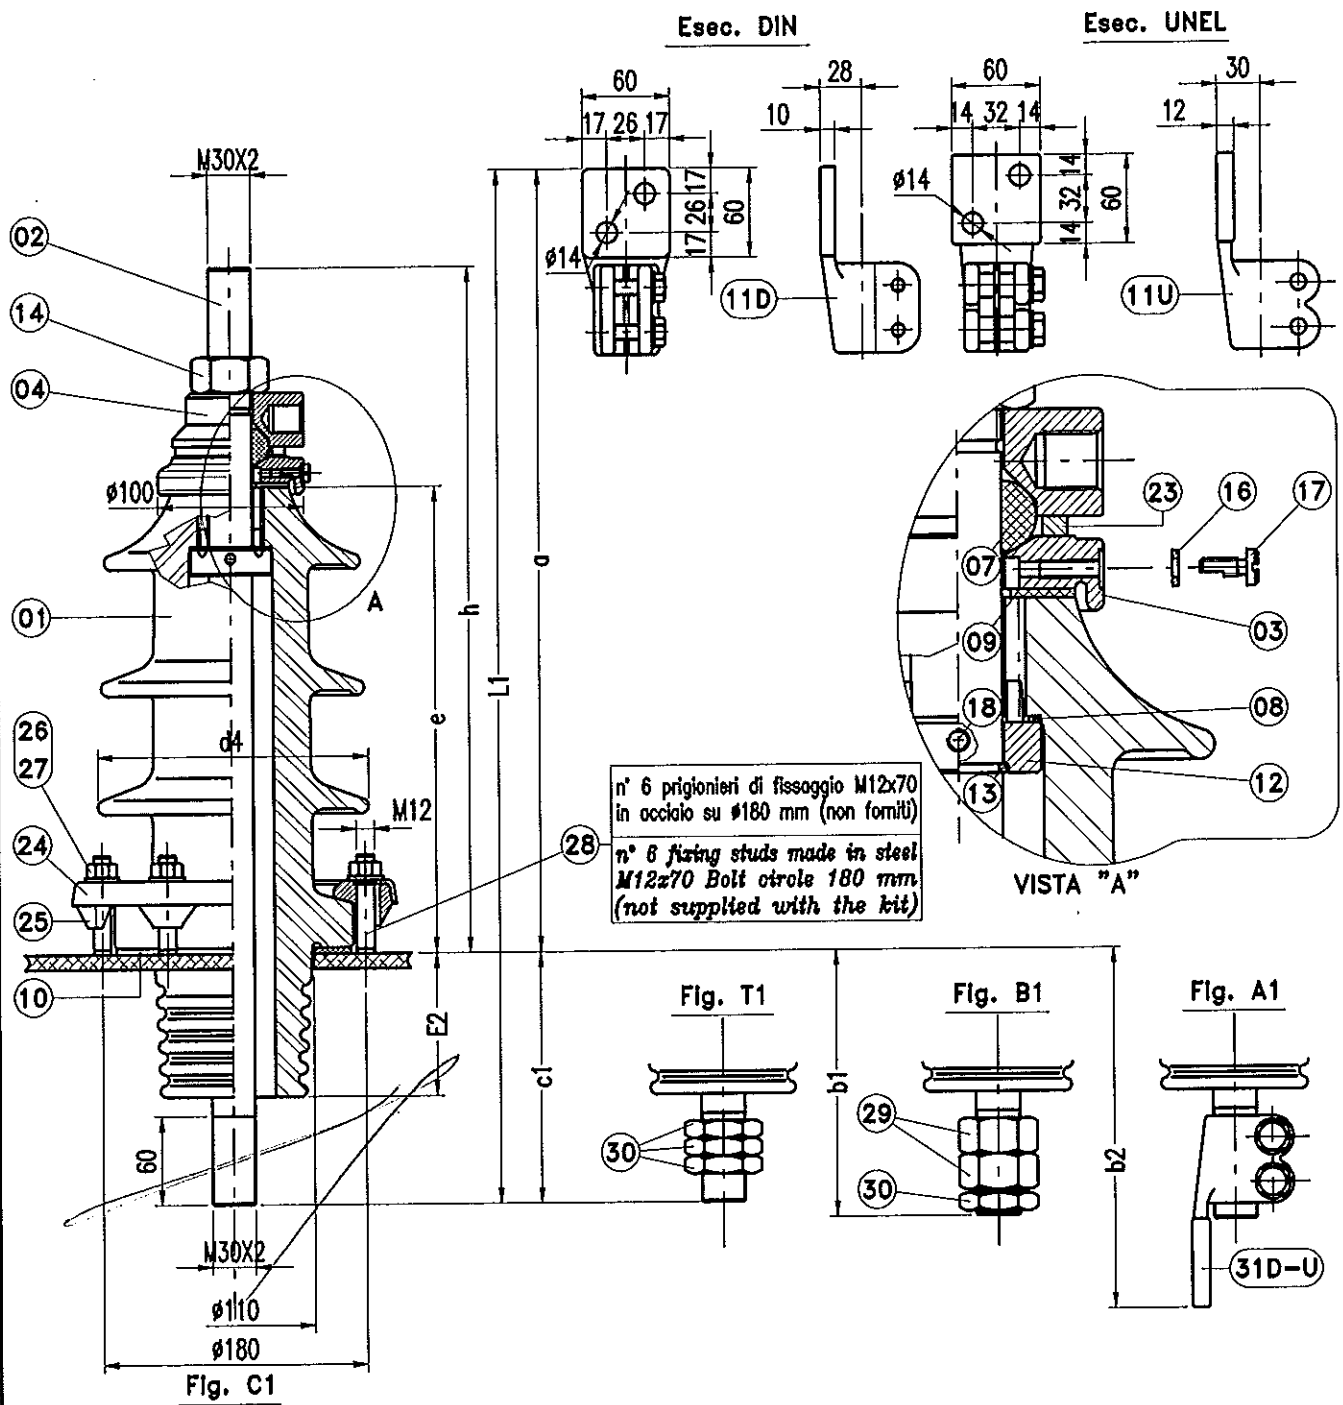 Esec. DIN
Esec. UNEL
60
17 26 17
28
10
17
26
17
60
ø14
11D
60
14 32 14
ø14
14
32
14
60
30
12
11U
M30X2
02
14
04
ø100
A
01
h
L1
a
e
d4
26
27
24
25
10
M12
28
n° 6 prigionieri di fissaggio M12x70
in acciaio su ø180 mm (non forniti)
n° 6 fixing studs made in steel
M12x70 Bolt circle 180 mm
(not supplied with the kit)
07
09
18
13
23
16
17
03
08
12
VISTA "A"
E2
c1
60
M30X2
ø110
ø180
Fig. C1
Fig. T1
30
b1
Fig. B1
29
30
b2
Fig. A1
31D-U